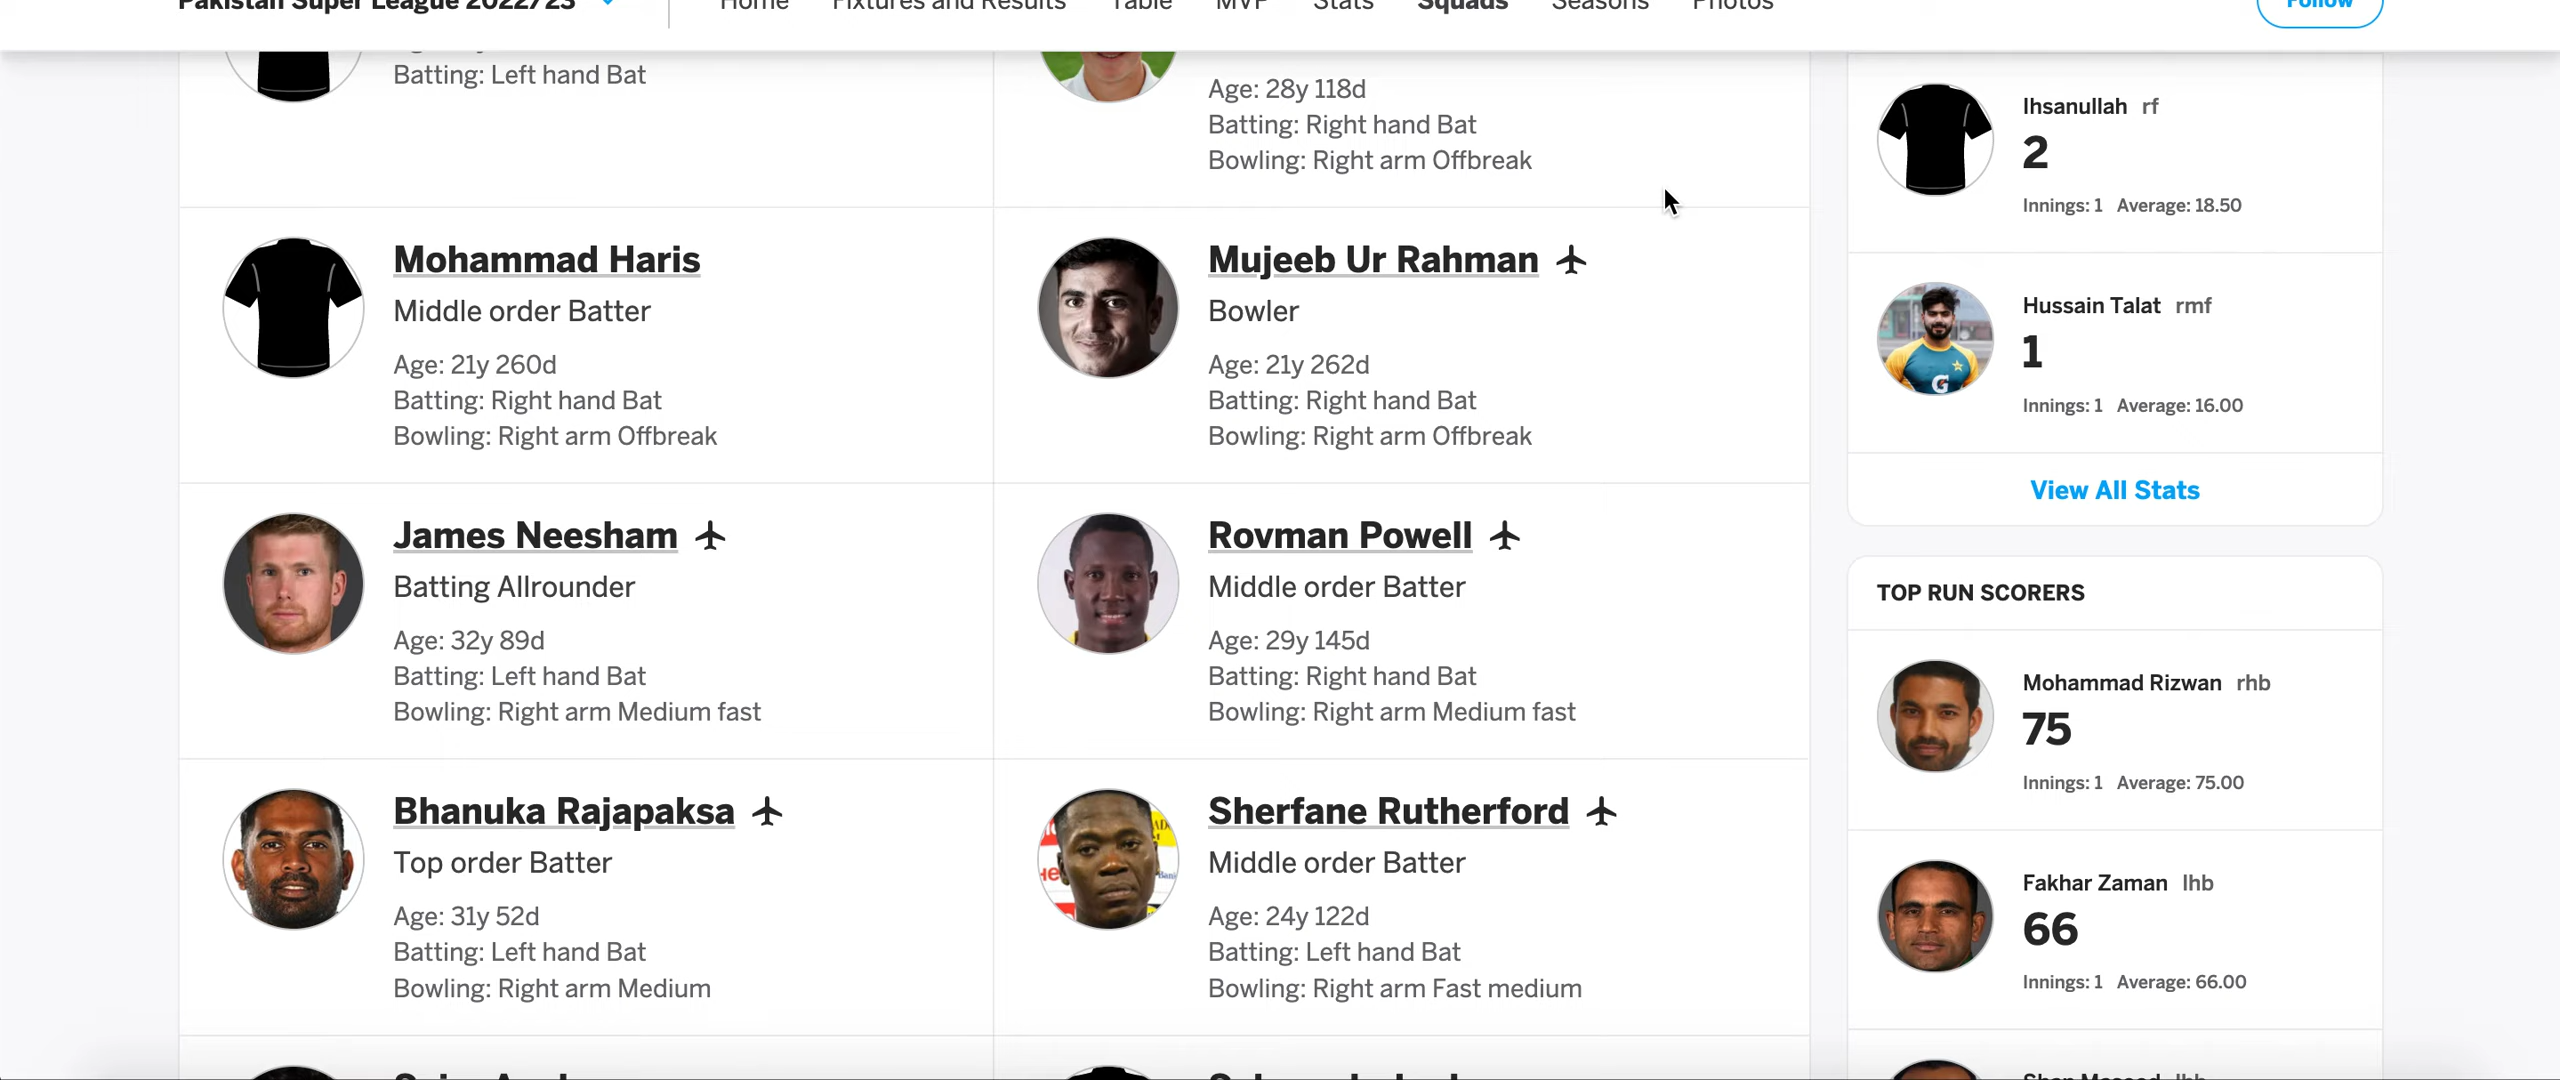 Pakistan Super League 2022/23
Home Fixtures and Results Table MVP Stats Squads Seasons Photos
Follow
Batting: Left hand Bat
Age: 28y 118d
Batting: Right hand Bat
Bowling: Right arm Offbreak
Mohammad Haris
Middle order Batter
Age: 21y 260d
Batting: Right hand Bat
Bowling: Right arm Offbreak
Mujeeb Ur Rahman
Bowler
Age: 21y 262d
Batting: Right hand Bat
Bowling: Right arm Offbreak
James Neesham
Batting Allrounder
Age: 32y 89d
Batting: Left hand Bat
Bowling: Right arm Medium fast
Rovman Powell
Middle order Batter
Age: 29y 145d
Batting: Right hand Bat
Bowling: Right arm Medium fast
Bhanuka Rajapaksa
Top order Batter
Age: 31y 52d
Batting: Left hand Bat
Bowling: Right arm Medium
Sherfane Rutherford
Middle order Batter
Age: 24y 122d
Batting: Left hand Bat
Bowling: Right arm Fast medium
Ihsanullah rf
2
Innings: 1 Average: 18.50
Hussain Talat rmf
1
Innings: 1 Average: 16.00
View All Stats
TOP RUN SCORERS
Mohammad Rizwan rhb
75
Innings: 1 Average: 75.00
Fakhar Zaman lhb
66
Innings: 1 Average: 66.00
Shan Masood lhb